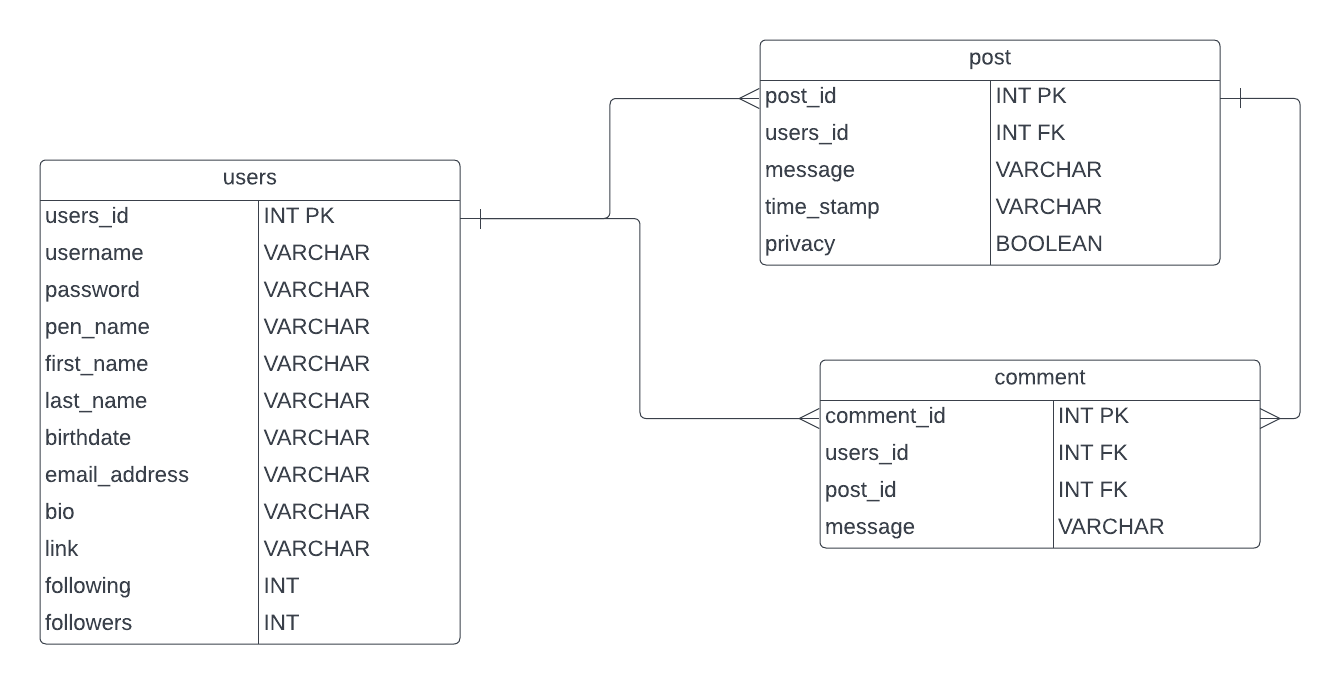 users
users_id INT PK
username VARCHAR
password VARCHAR
pen_name VARCHAR
first_name VARCHAR
last_name VARCHAR
birthdate VARCHAR
email_address VARCHAR
bio VARCHAR
link VARCHAR
following INT
followers INT
post
post_id INT PK
users_id INT FK
message VARCHAR
time_stamp VARCHAR
privacy BOOLEAN
comment
comment_id INT PK
users_id INT FK
post_id INT FK
message VARCHAR